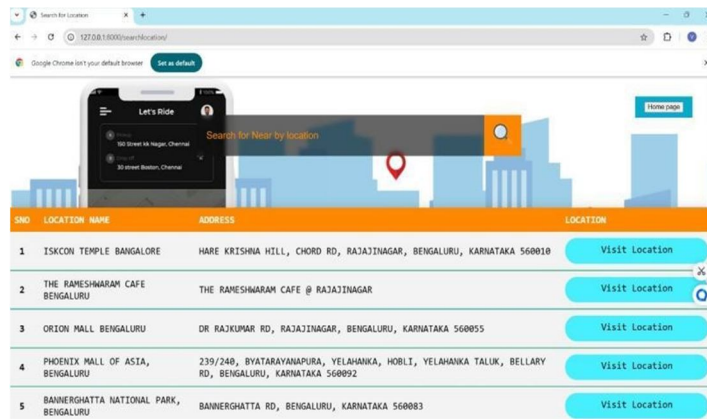 Search for Location
127.0.0.1:8000/searchlocation/
Google Chrome isn't your default browser
Set as default
100%
Let's Ride
Home page
Search for Near by location
Pickup
150 Street kk Nagar, Chennai
Drop off
30 street Boston, Chennai
SNO LOCATION NAME ADDRESS LOCATION
1 ISKCON TEMPLE BANGALORE HARE KRISHNA HILL, CHORD RD, RAJAJINAGAR, BENGALURU, KARNATAKA 560010 Visit Location
2 THE RAMESHWARAM CAFE
BENGALURU
THE RAMESHWARAM CAFE @ RAJAJINAGAR Visit Location
3 ORION MALL BENGALURU DR RAJKUMAR RD, RAJAJINAGAR, BENGALURU, KARNATAKA 560055 Visit Location
4 PHOENIX MALL OF ASIA,
BENGALURU
239/240, BYATARAYANAPURA, YELAHANKA, HOBLI, YELAHANKA TALUK, BELLARY
RD, BENGALURU, KARNATAKA 560092
Visit Location
5 BANNERGHATTA NATIONAL PARK,
BENGALURU
BANNERGHATTA RD, BENGALURU, KARNATAKA 560083 Visit Location